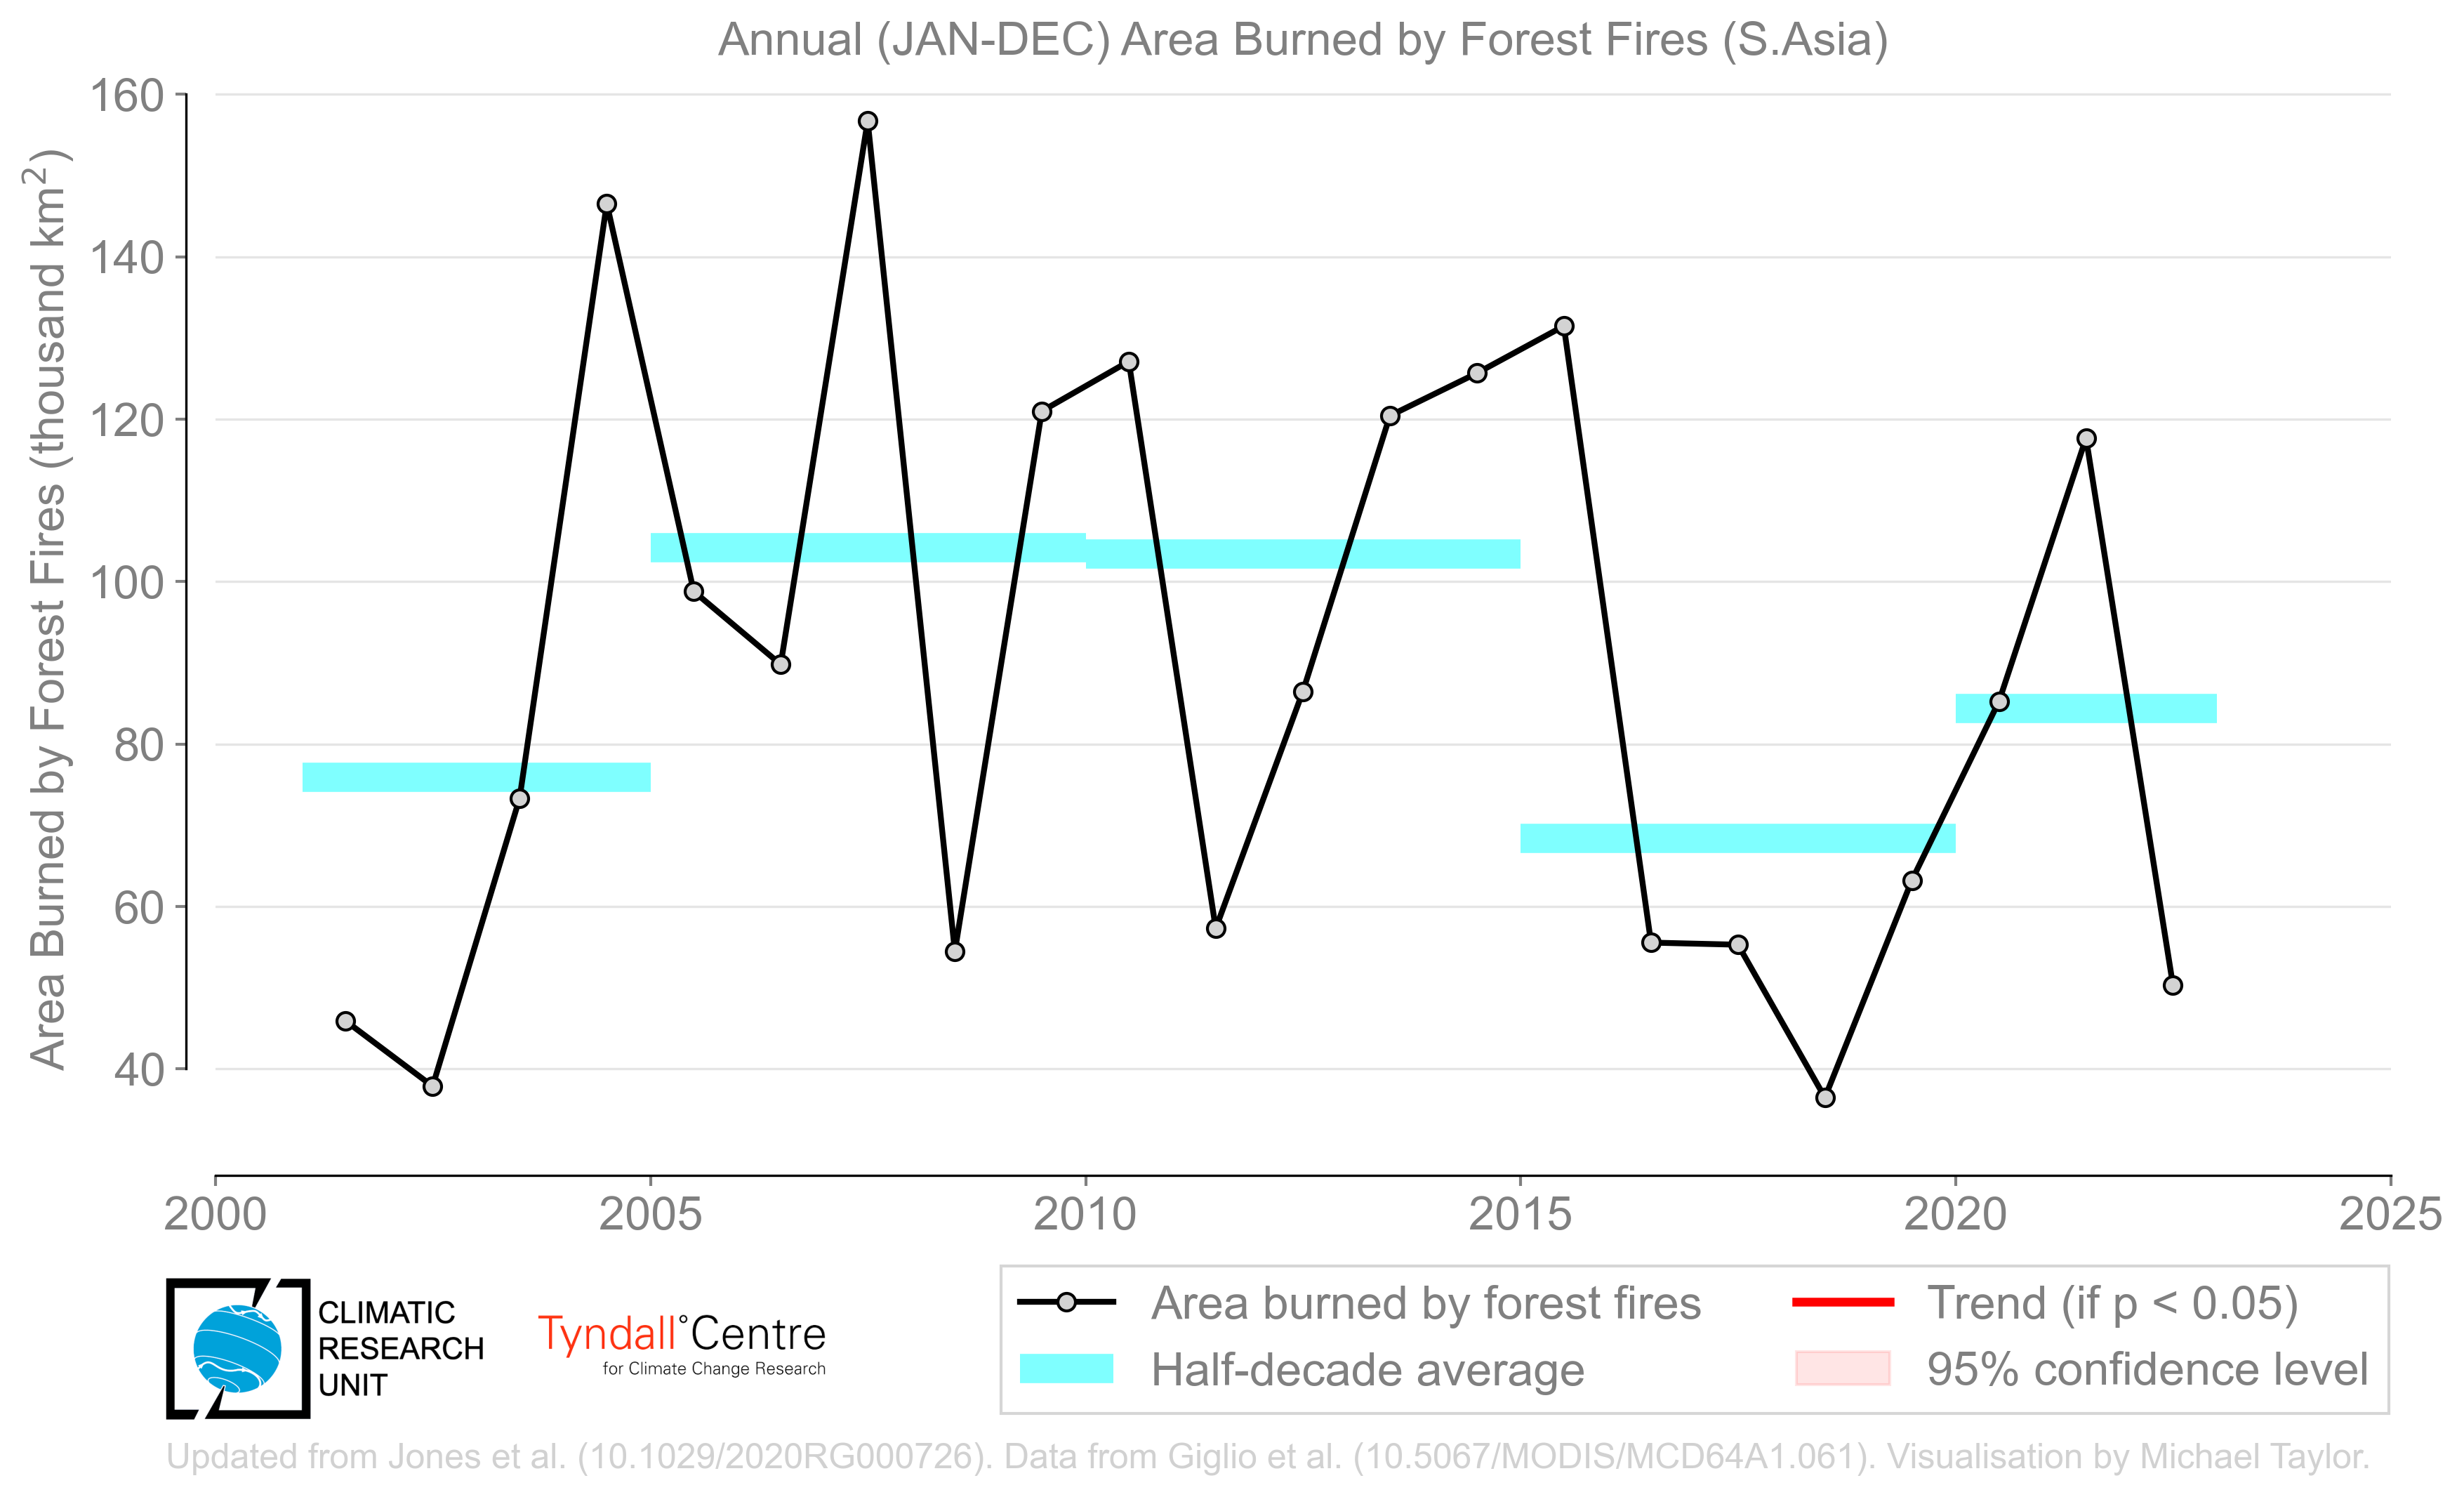 Annual (JAN-DEC) Area Burned by Forest Fires (S.Asia)
Area Burned by Forest Fires (thousand km²)
160
140
120
100
80
60
40
2000 2005 2010 2015 2020 2025
CLIMATIC
RESEARCH
UNIT
Tyndall°Centre
for Climate Change Research
Area burned by forest fires
Half-decade average
Trend (if p < 0.05)
95% confidence level
Updated from Jones et al. (10.1029/2020RG000726). Data from Giglio et al. (10.5067/MODIS/MCD64A1.061). Visualisation by Michael Taylor.